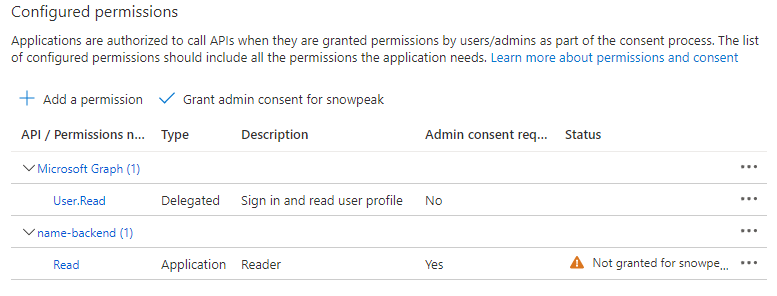 Configured permissions
Applications are authorized to call APIs when they are granted permissions by users/admins as part of the consent process. The list
of configured permissions should include all the permissions the application needs. Learn more about permissions and consent
Add a permission Grant admin consent for snowpeak
API / Permissions n... Type Description Admin consent req... Status
Microsoft Graph (1)
User.Read Delegated Sign in and read user profile No
name-backend (1)
Read Application Reader Yes Not granted for snowpe...